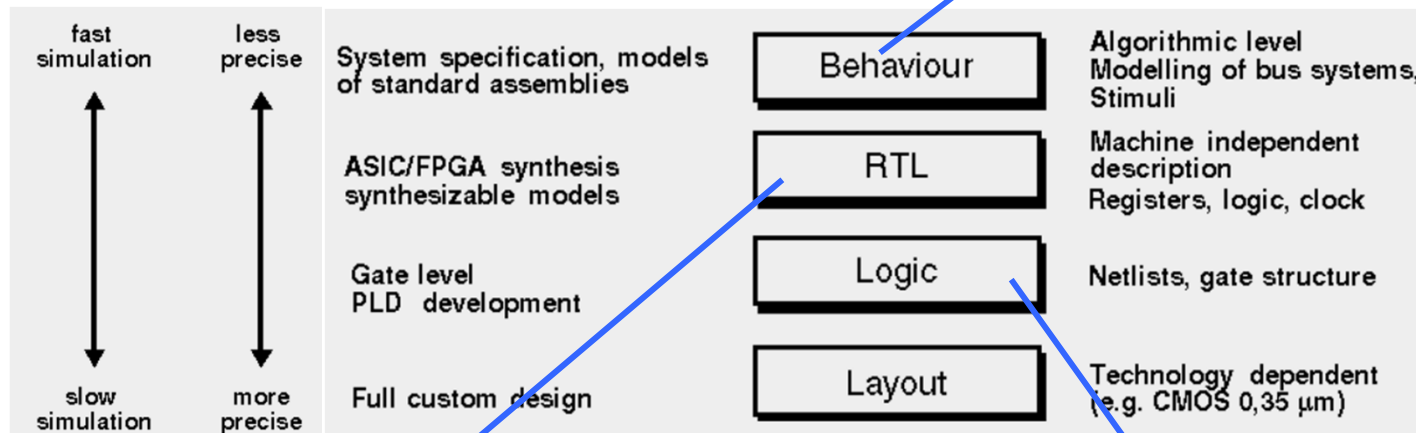 fast
simulation
less
precise
slow
simulation
more
precise
System specification, models
of standard assemblies
Behaviour
Algorithmic level
Modelling of bus systems,
Stimuli
ASIC/FPGA synthesis
synthesizable models
RTL
Machine independent
description
Registers, logic, clock
Gate level
PLD development
Logic
Netlists, gate structure
Full custom design
Layout
Technology dependent
(e.g. CMOS 0,35 µm)